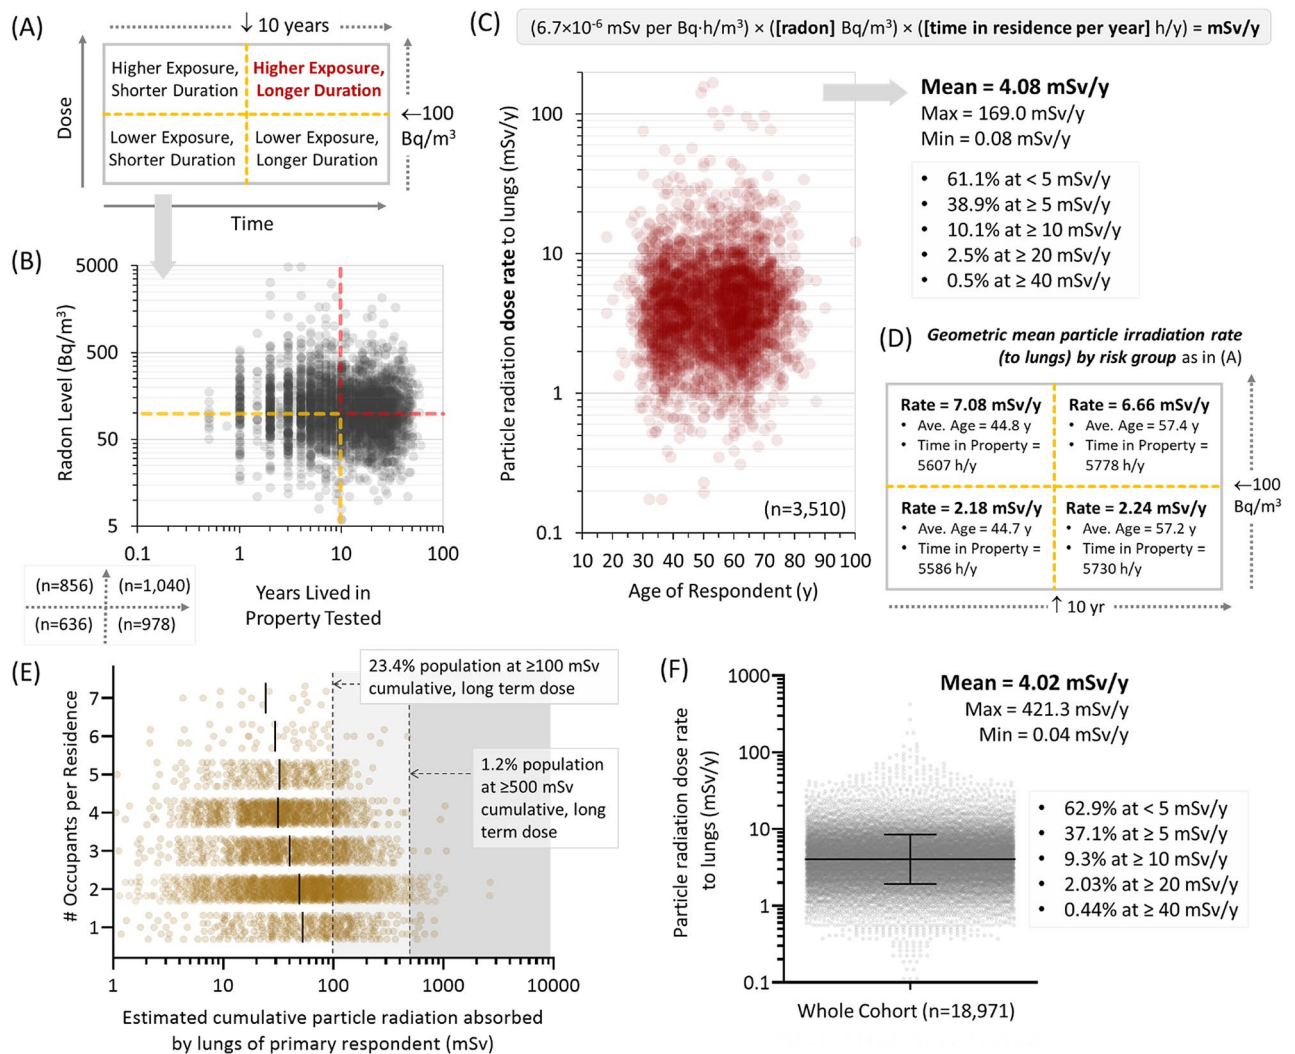 (A)
↓ 10 years
Higher Exposure,
Shorter Duration
Higher Exposure,
Longer Duration
Lower Exposure,
Shorter Duration
Lower Exposure,
Longer Duration
←100
Bq/m³
Dose
Time
(B)
Radon Level (Bq/m³)
5000
500
50
5
0.1
1
10
100
Years Lived in
Property Tested
(n=856)
(n=1,040)
(n=636)
(n=978)
(C)
(6.7×10⁻⁶ mSv per Bq·h/m³) × ([radon] Bq/m³) × ([time in residence per year] h/y) = mSv/y
Particle radiation dose rate to lungs (mSv/y)
100
10
1
0.1
0
10
20
30
40
50
60
70
80
90
100
(n=3,510)
Age of Respondent (y)
Mean = 4.08 mSv/y
Max = 169.0 mSv/y
Min = 0.08 mSv/y
• 61.1% at < 5 mSv/y
• 38.9% at ≥ 5 mSv/y
• 10.1% at ≥ 10 mSv/y
• 2.5% at ≥ 20 mSv/y
• 0.5% at ≥ 40 mSv/y
(D)
Geometric mean particle irradiation rate
(to lungs) by risk group as in (A)
Rate = 7.08 mSv/y
• Ave. Age = 44.8 y
• Time in Property =
5607 h/y
Rate = 6.66 mSv/y
• Ave. Age = 57.4 y
• Time in Property =
5778 h/y
Rate = 2.18 mSv/y
• Ave. Age = 44.7 y
• Time in Property =
5586 h/y
Rate = 2.24 mSv/y
• Ave. Age = 57.2 y
• Time in Property =
5730 h/y
←100
Bq/m³
↑ 10 yr
(E)
# Occupants per Residence
7
6
5
4
3
2
1
1
10
100
1000
10000
23.4% population at ≥100 mSv
cumulative, long term dose
1.2% population
at ≥500 mSv
cumulative, long
term dose
Estimated cumulative particle radiation absorbed
by lungs of primary respondent (mSv)
(F)
Particle radiation dose rate
to lungs (mSv/y)
1000
100
10
1
0.1
Mean = 4.02 mSv/y
Max = 421.3 mSv/y
Min = 0.04 mSv/y
• 62.9% at < 5 mSv/y
• 37.1% at ≥ 5 mSv/y
• 9.3% at ≥ 10 mSv/y
• 2.03% at ≥ 20 mSv/y
• 0.44% at ≥ 40 mSv/y
Whole Cohort (n=18,971)